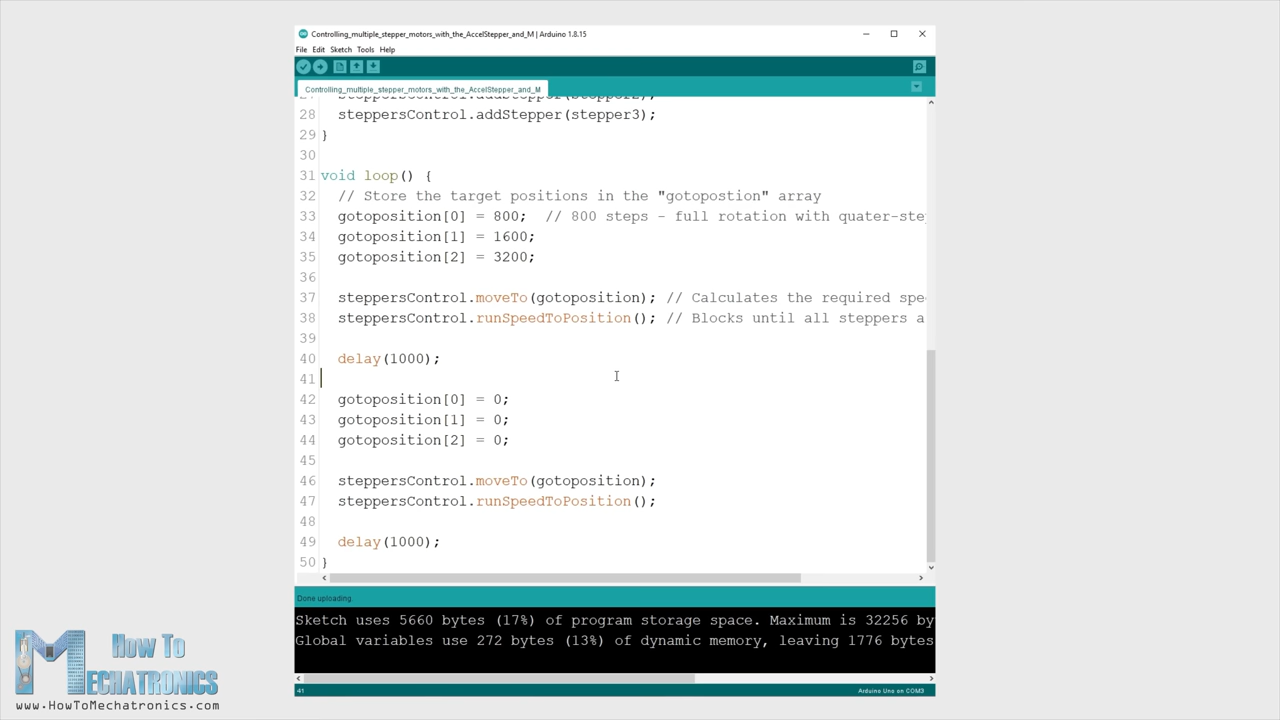 Controlling_multiple_stepper_motors_with_the_AccelStepper_and_M | Arduino 1.8.15
File Edit Sketch Tools Help
Controlling_multiple_stepper_motors_with_the_AccelStepper_and_M
27 steppersControl.addStepper(stepper2);
28 steppersControl.addStepper(stepper3);
29 }
30
31 void loop() {
32 // Store the target positions in the "gotopostion" array
33 gotoposition[0] = 800; // 800 steps - full rotation with quater-ste
34 gotoposition[1] = 1600;
35 gotoposition[2] = 3200;
36
37 steppersControl.moveTo(gotoposition); // Calculates the required spe
38 steppersControl.runSpeedToPosition(); // Blocks until all steppers a
39
40 delay(1000);
41
42 gotoposition[0] = 0;
43 gotoposition[1] = 0;
44 gotoposition[2] = 0;
45
46 steppersControl.moveTo(gotoposition);
47 steppersControl.runSpeedToPosition();
48
49 delay(1000);
50 }
Done uploading.
Sketch uses 5660 bytes (17%) of program storage space. Maximum is 32256 by
Global variables use 272 bytes (13%) of dynamic memory, leaving 1776 bytes
41 Arduino Uno on COM3
How To
MECHATRONICS
www.HowToMechatronics.com